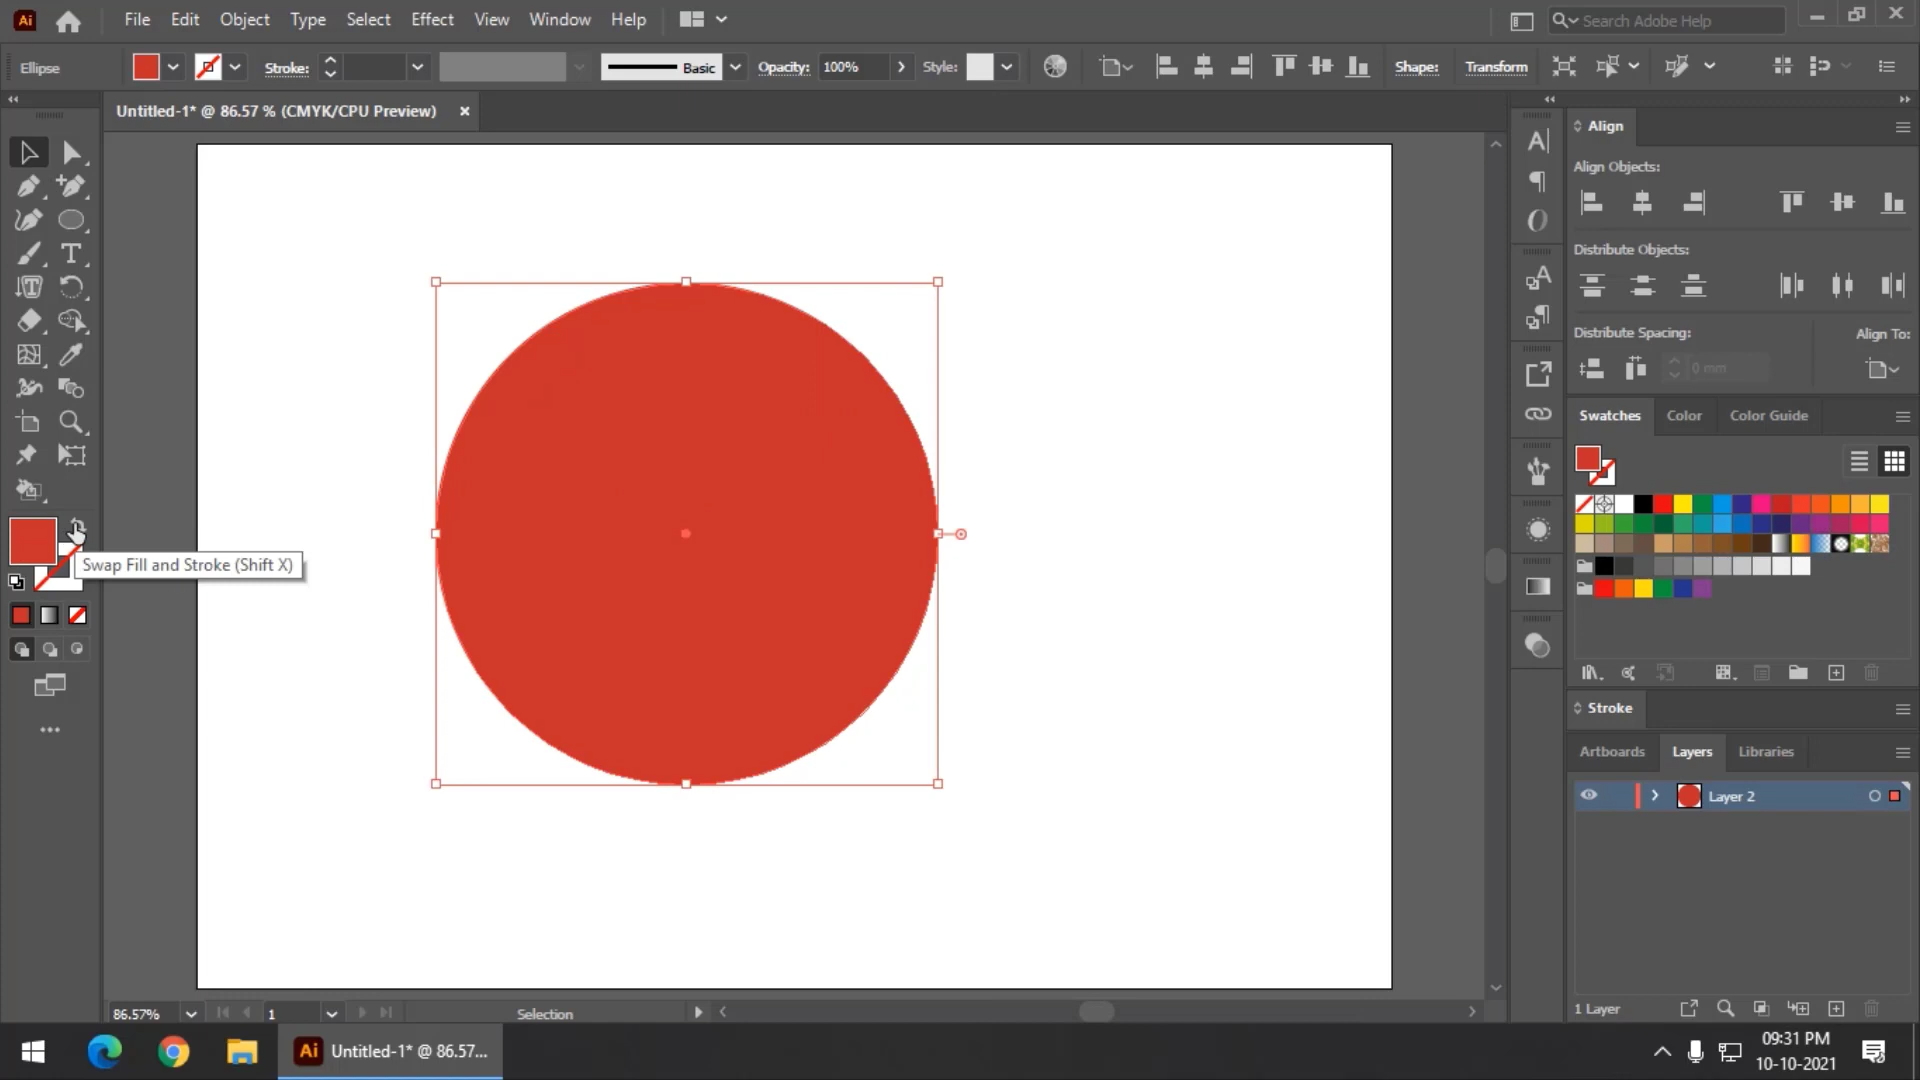 Ai File Edit Object Type Select Effect View Window Help Search Adobe Help
Ellipse Stroke: Basic Opacity: 100% Style: Shape: Transform
Untitled-1* @ 86.57 % (CMYK/CPU Preview) ×
Align
Align Objects:
Distribute Objects:
Distribute Spacing: Align To:
0 mm
Swatches Color Color Guide
Swap Fill and Stroke (Shift X)
Stroke
Artboards Layers Libraries
Layer 2
1 Layer
86.57% 1 Selection
Ai Untitled-1* @ 86.57...
09:31 PM
10-10-2021